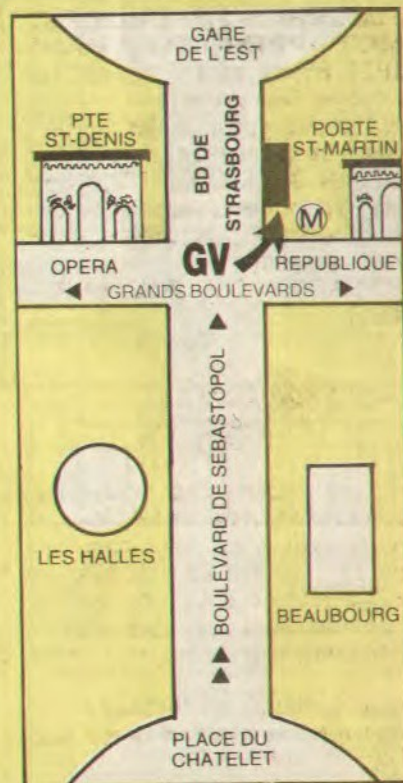 GARE
DE L'EST
PTE
ST-DENIS
BD DE
STRASBOURG
PORTE
ST-MARTIN
M
GV
OPERA
REPUBLIQUE
GRANDS BOULEVARDS
BOULEVARD DE SEBASTOPOL
LES HALLES
BEAUBOURG
PLACE DU
CHATELET